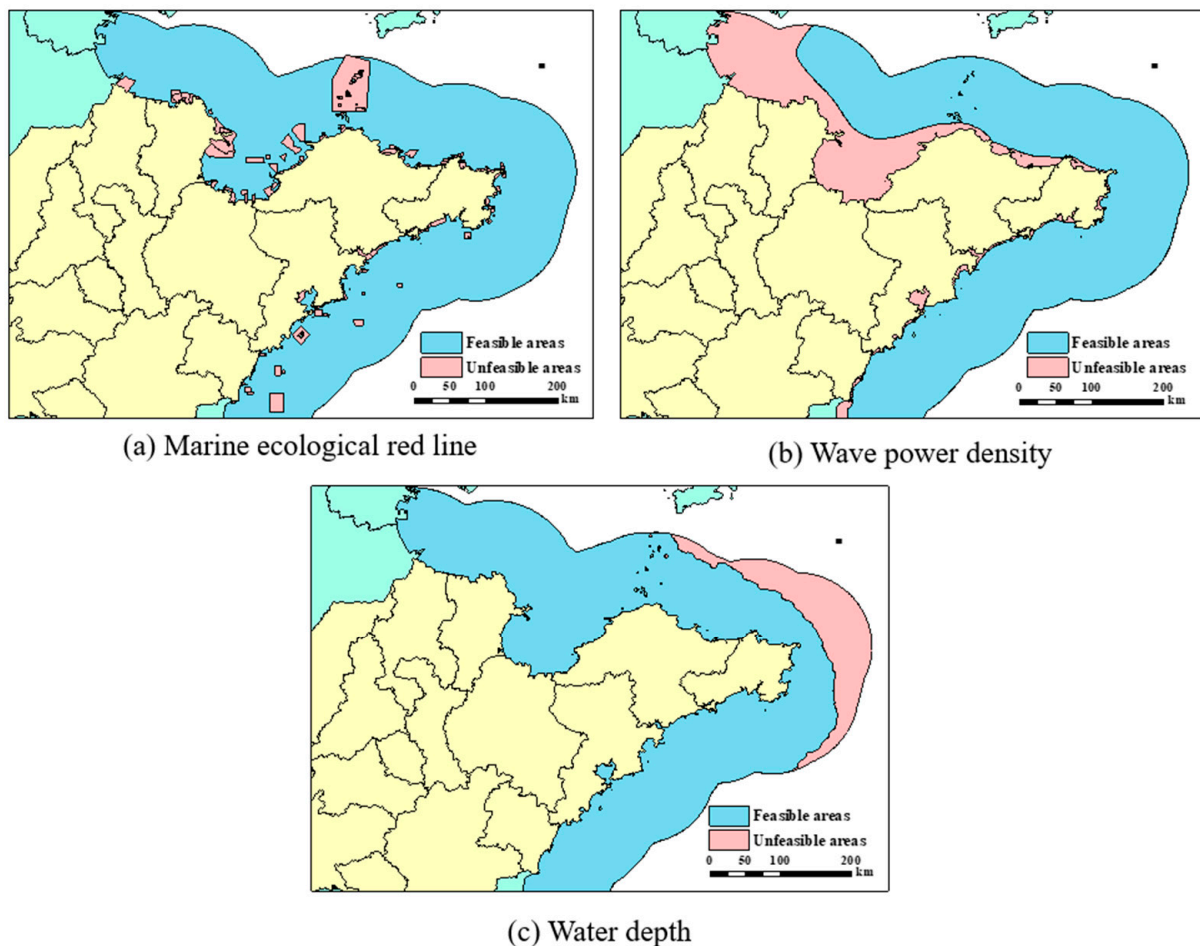 Feasible areas
Unfeasible areas
0 50 100 200
km
(a) Marine ecological red line
Feasible areas
Unfeasible areas
0 50 100 200
km
(b) Wave power density
Feasible areas
Unfeasible areas
0 50 100 200
km
(c) Water depth